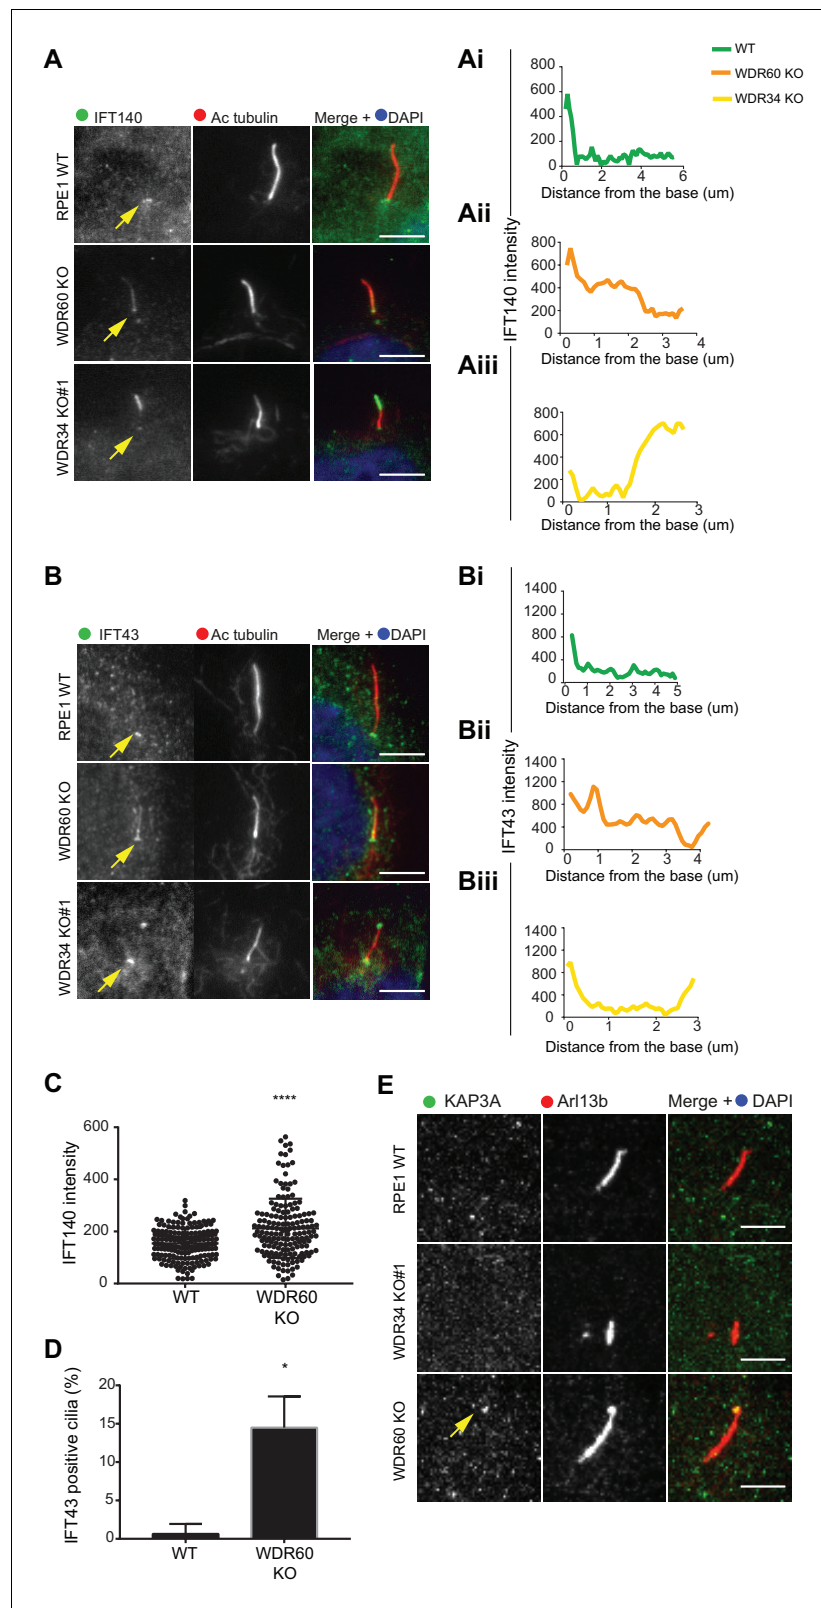 A
IFT140
Ac tubulin
Merge + DAPI
RPE1 WT
WDR60 KO
WDR34 KO#1
Ai
WT
WDR60 KO
WDR34 KO
800
600
400
200
0
0 2 4 6
Distance from the base (um)
Aii
IFT140 intensity
800
600
400
200
0
0 1 2 3 4
Distance from the base (um)
Aiii
800
600
400
200
0
0 1 2 3
Distance from the base (um)
B
IFT43
Ac tubulin
Merge + DAPI
RPE1 WT
WDR60 KO
WDR34 KO#1
Bi
1400
1200
800
400
0
0 1 2 3 4 5
Distance from the base (um)
Bii
IFT43 intensity
1400
1200
800
400
0
0 1 2 3 4
Distance from the base (um)
Biii
1400
1200
800
400
0
0 1 2 3
Distance from the base (um)
C
****
IFT140 intensity
600
400
200
0
WT
WDR60
KO
D
*
IFT43 positive cilia (%)
20
15
10
5
0
WT
WDR60
KO
E
KAP3A
Arl13b
Merge + DAPI
RPE1 WT
WDR34 KO#1
WDR60 KO